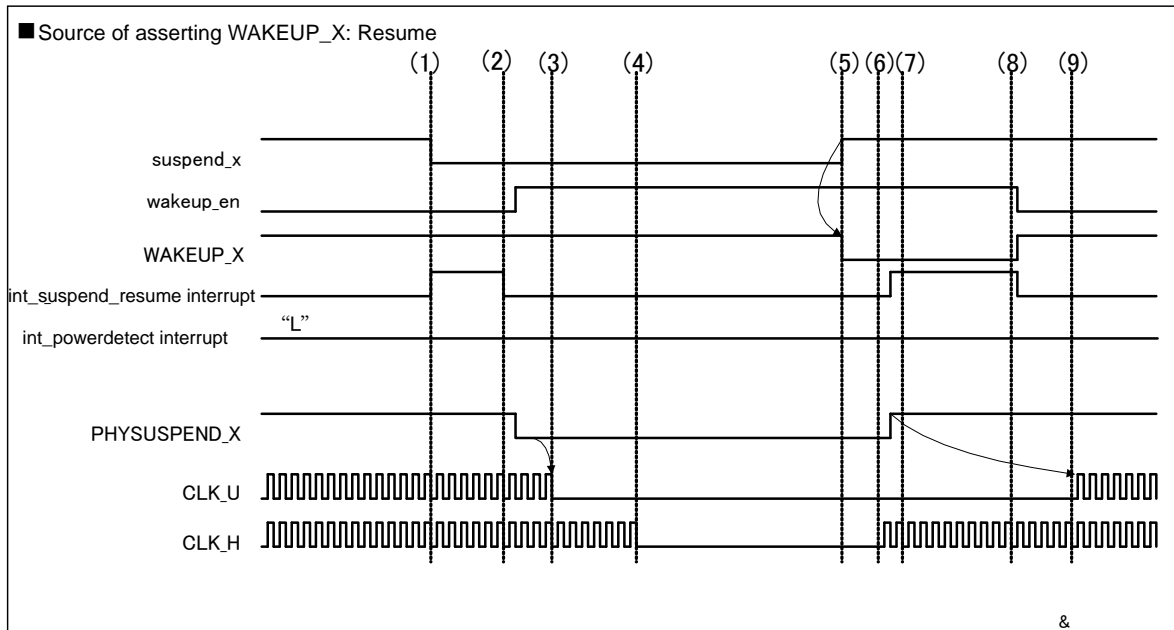 ■ Source of asserting WAKEUP_X: Resume
(1) (2) (3) (4) (5) (6) (7) (8) (9)
suspend_x
wakeup_en
WAKEUP_X
int_suspend_resume interrupt
“L”
int_powerdetect interrupt
PHYSUSPEND_X
CLK_U
CLK_H
&